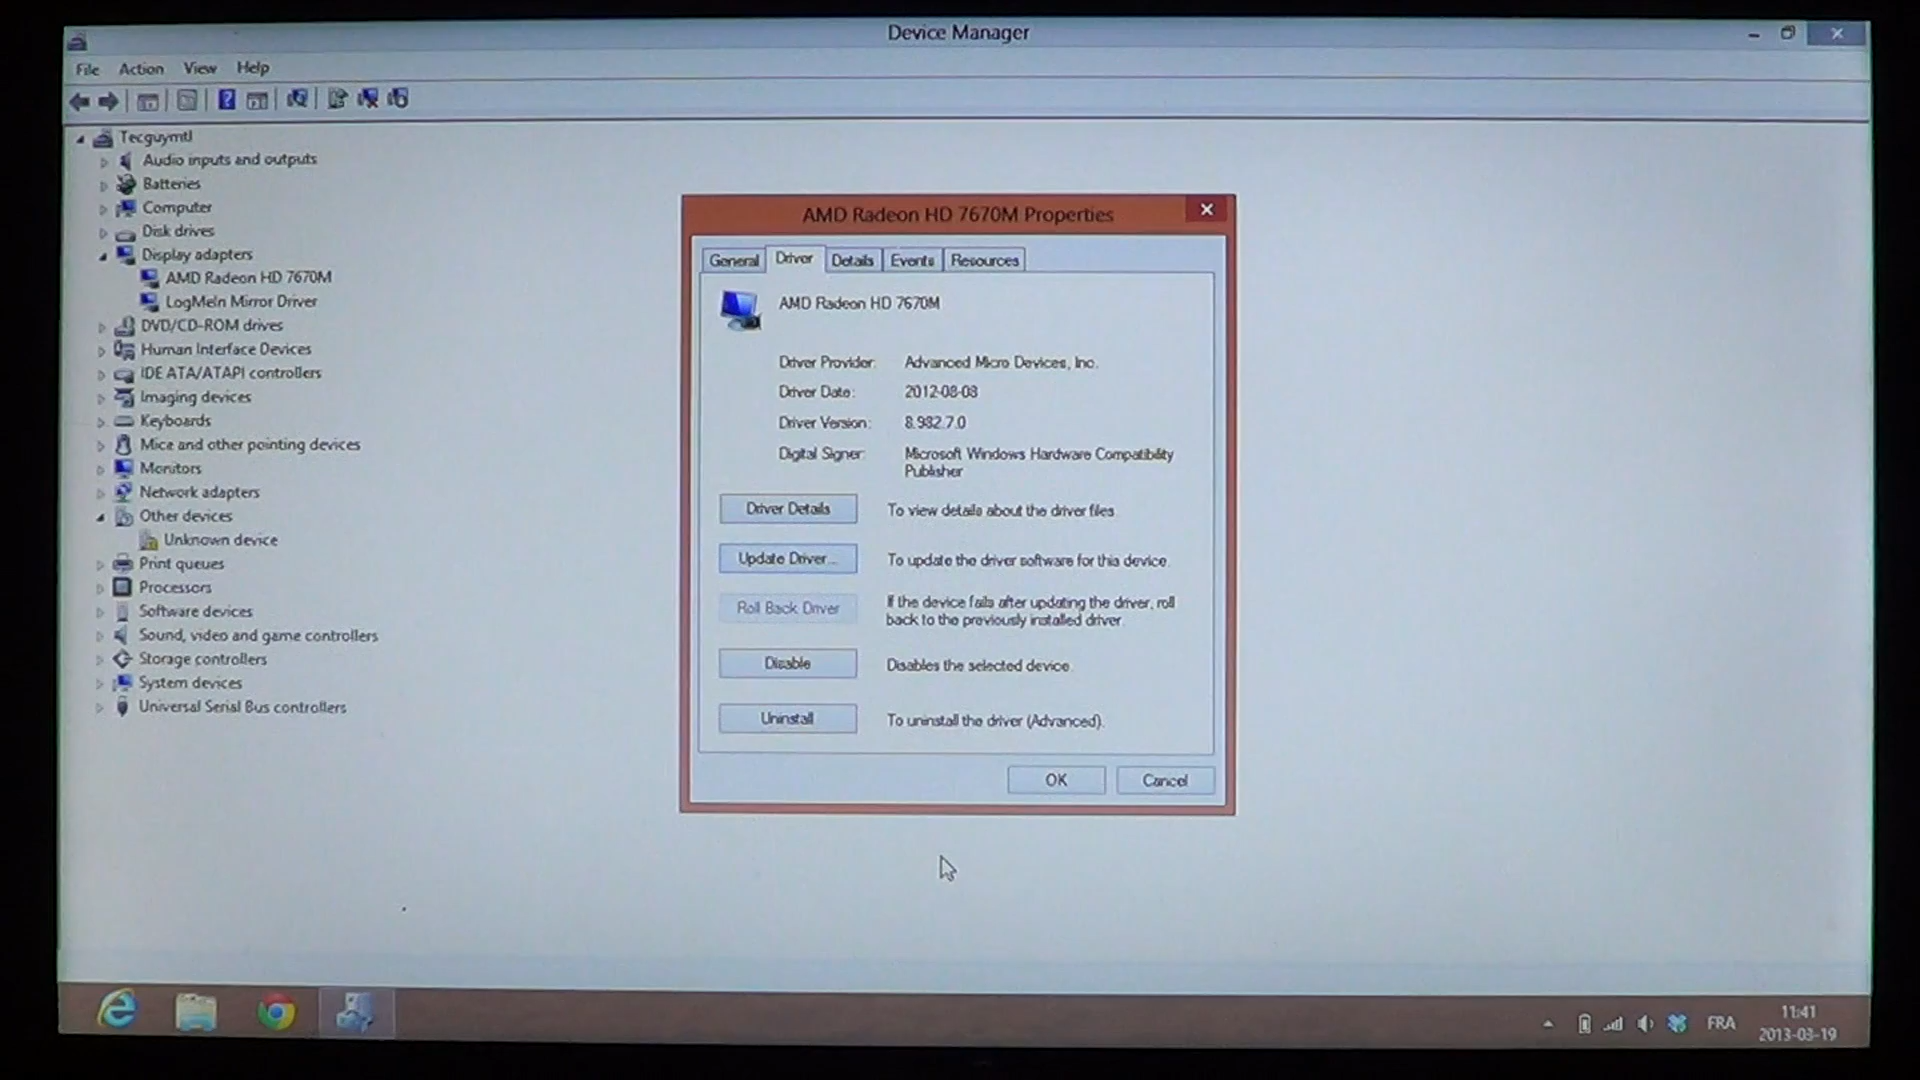 Device Manager
File Action View Help
Tecguymtl
Audio inputs and outputs
Batteries
Computer
Disk drives
Display adapters
AMD Radeon HD 7670M
LogMeIn Mirror Driver
DVD/CD-ROM drives
Human Interface Devices
IDE ATA/ATAPI controllers
Imaging devices
Keyboards
Mice and other pointing devices
Monitors
Network adapters
Other devices
Unknown device
Print queues
Processors
Software devices
Sound, video and game controllers
Storage controllers
System devices
Universal Serial Bus controllers
AMD Radeon HD 7670M Properties
General Driver Details Events Resources
AMD Radeon HD 7670M
Driver Provider: Advanced Micro Devices, Inc.
Driver Date: 2012-08-08
Driver Version: 8.982.7.0
Digital Signer: Microsoft Windows Hardware Compatibility
Publisher
Driver Details To view details about the driver files.
Update Driver... To update the driver software for this device.
Roll Back Driver If the device fails after updating the driver, roll
back to the previously installed driver.
Disable Disables the selected device.
Uninstall To uninstall the driver (Advanced).
OK Cancel
FRA
11:41
2013-03-19